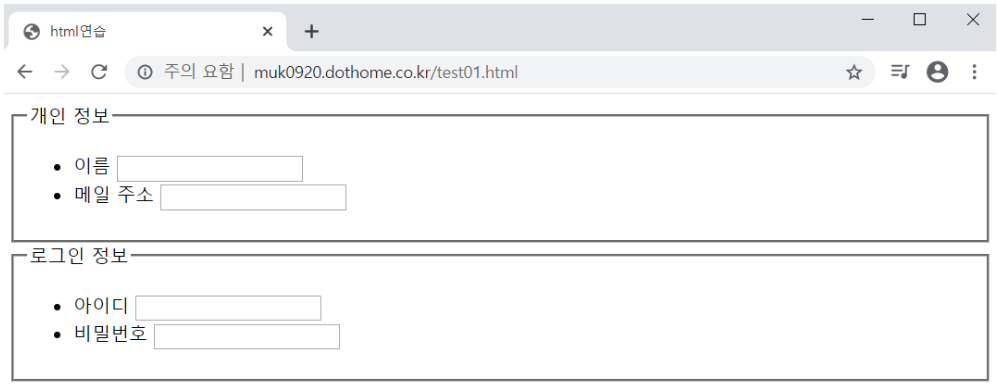 html연습
주의 요함 | muk0920.dothome.co.kr/test01.html
개인 정보
이름
메일 주소
로그인 정보
아이디
비밀번호